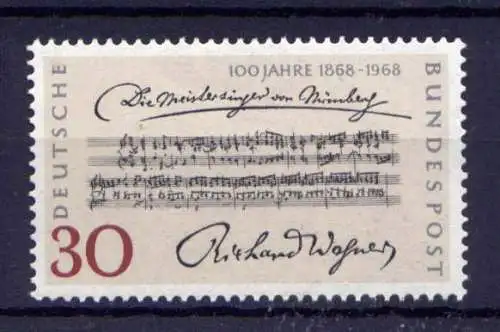 100 JAHRE 1868-1968
Die Meistersinger von Nürnberg
DEUTSCHE
BUNDESPOST
30
Richard Wagner